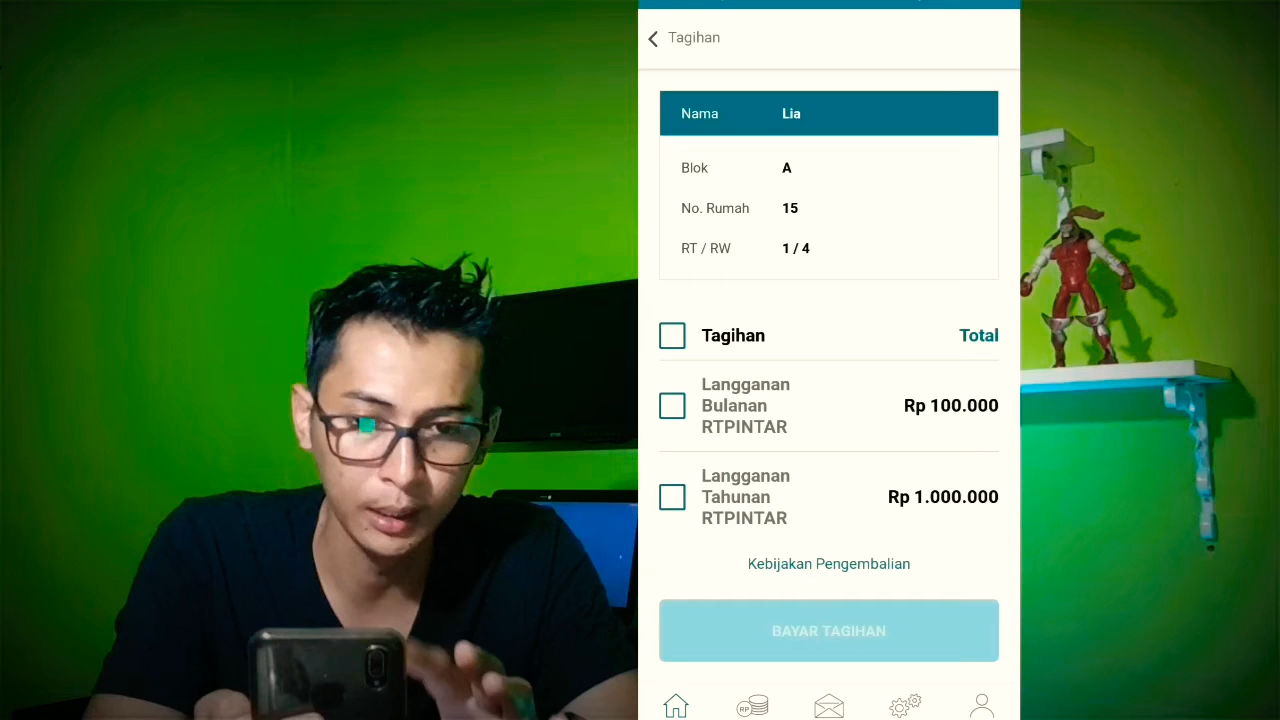 Tagihan
Nama Lia
Blok A
No. Rumah 15
RT / RW 1 / 4
Tagihan Total
Langganan
Bulanan
RTPINTAR
Rp 100.000
Langganan
Tahunan
RTPINTAR
Rp 1.000.000
Kebijakan Pengembalian
BAYAR TAGIHAN
RP